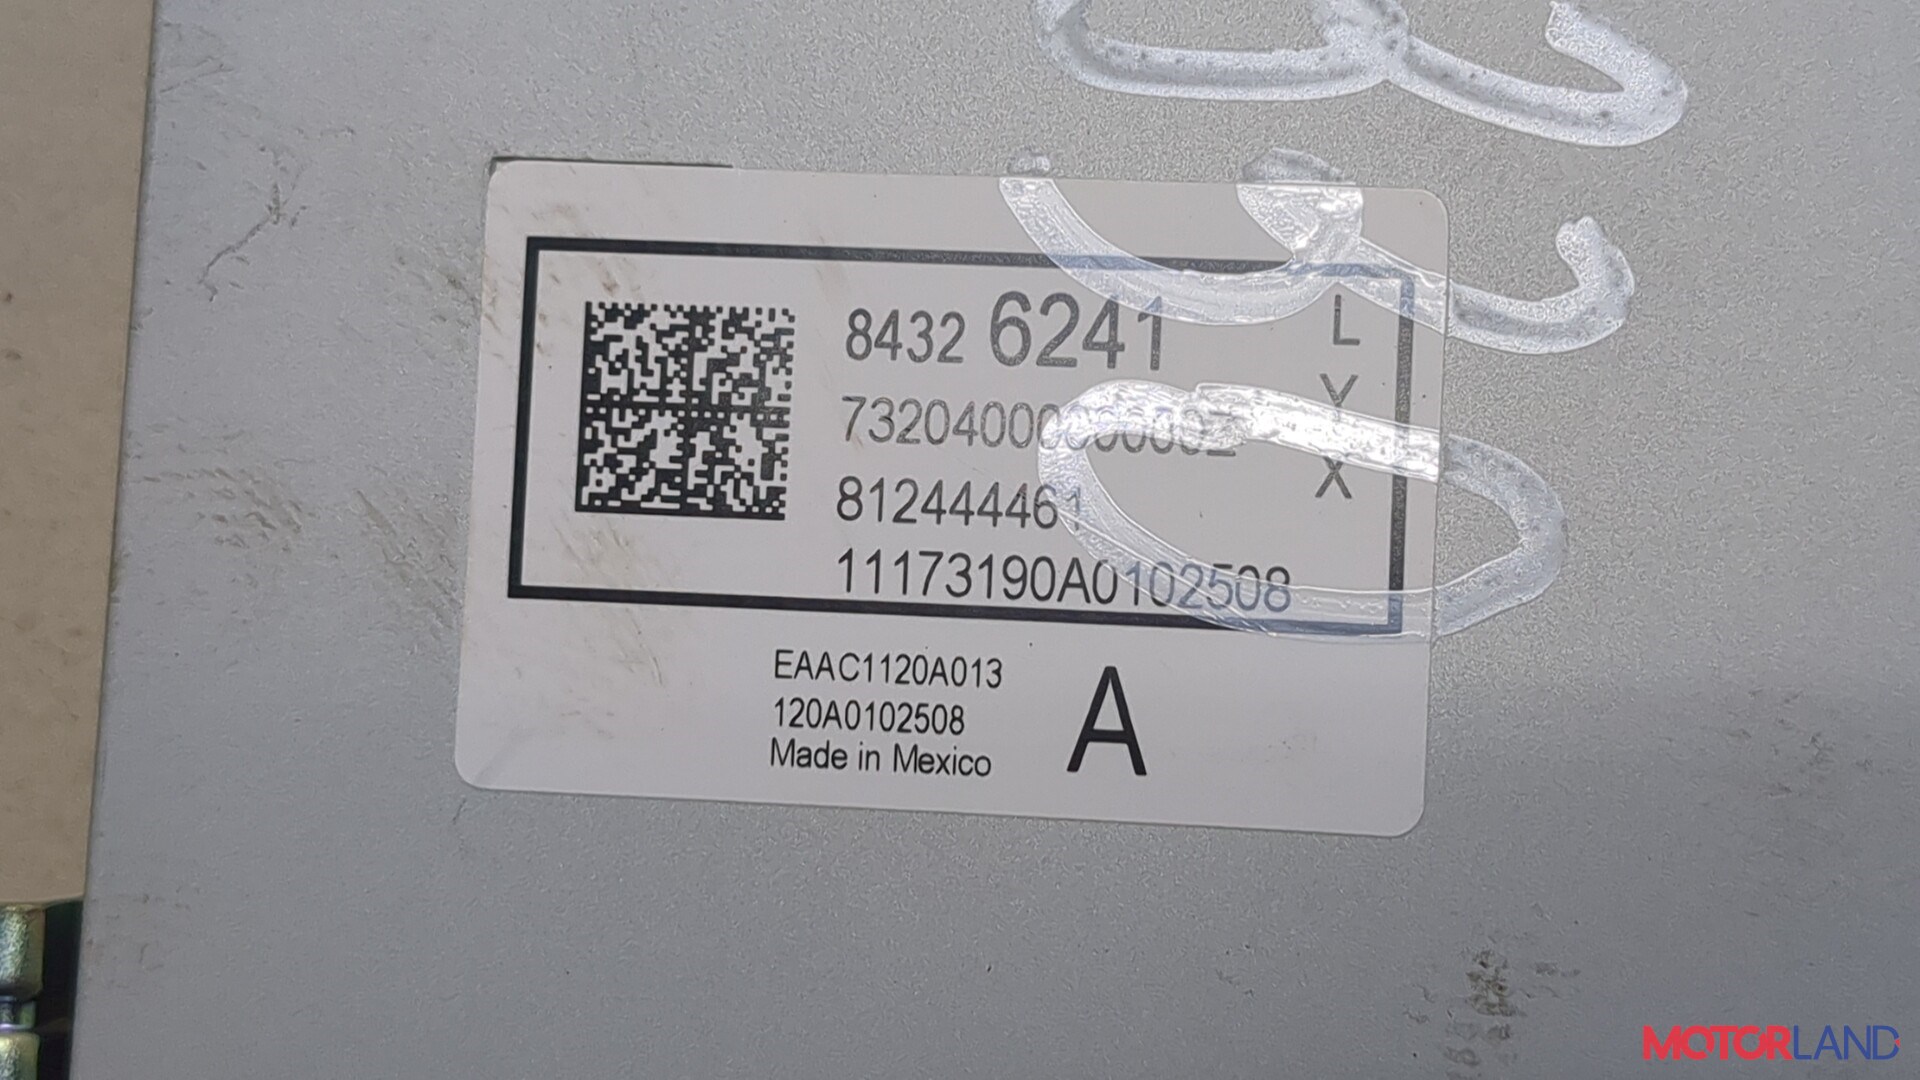 8432 6241
812444461
11173190A0102508
L
Y
X
EAAC1120A013
120A0102508
Made in Mexico
A
MOTORLAND